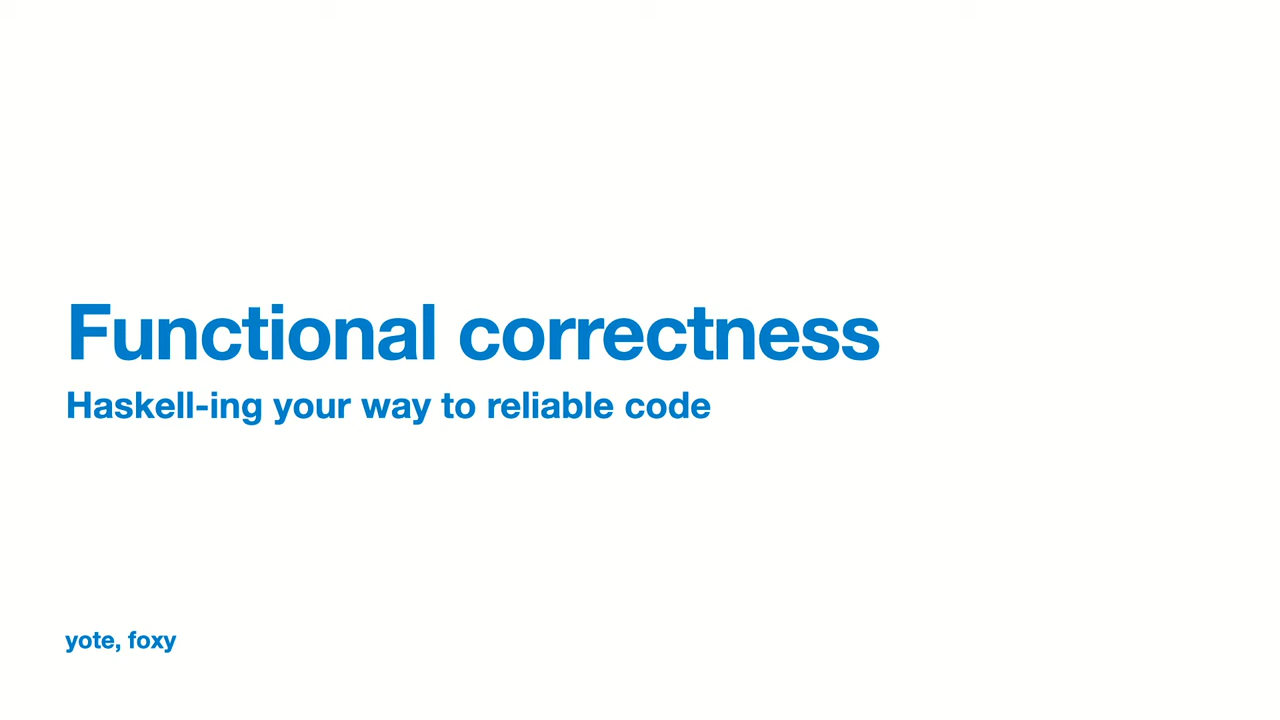 Functional correctness
Haskell-ing your way to reliable code
yote, foxy